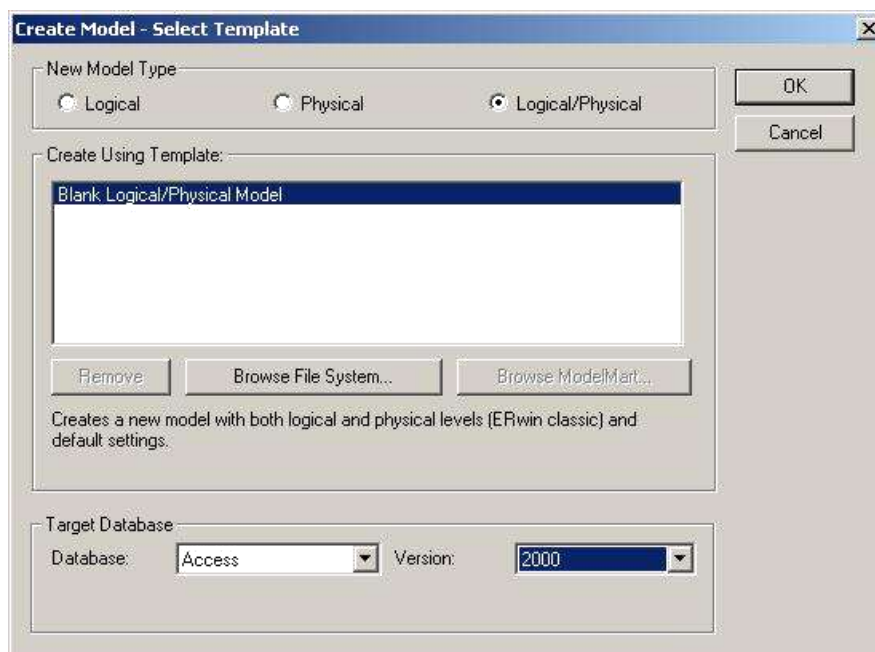 Create Model - Select Template
New Model Type
Logical
Physical
Logical/Physical
OK
Cancel
Create Using Template:
Blank Logical/Physical Model
Remove
Browse File System...
Browse ModelMart...
Creates a new model with both logical and physical levels (ERwin classic) and
default settings.
Target Database
Database:
Access
Version:
2000